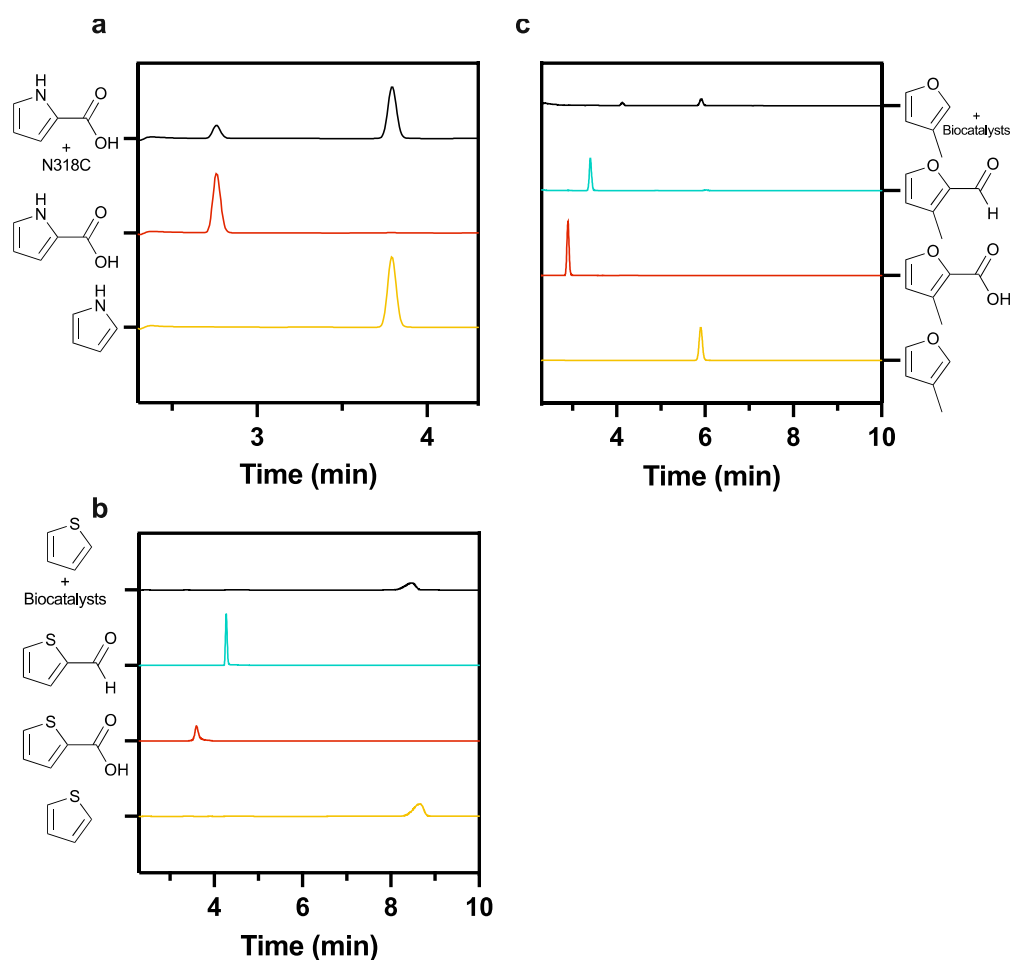 a
H
N
O
OH
+
N318C
H
N
O
OH
H
N
3
4
Time (min)
c
O
+
Biocatalysts
O
O
H
O
O
OH
O
4
6
8
10
Time (min)
b
S
+
Biocatalysts
S
O
H
S
O
OH
S
4
6
8
10
Time (min)